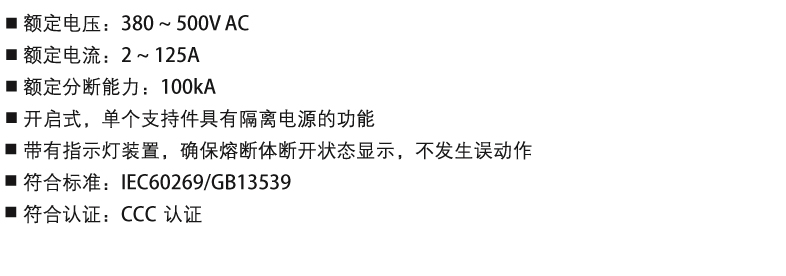 ■ 额定电压：380 ~ 500V AC
■ 额定电流：2 ~ 125A
■ 额定分断能力：100kA
■ 开启式，单个支持件具有隔离电源的功能
■ 带有指示灯装置，确保熔断体断开状态显示，不发生误动作
■ 符合标准：IEC60269/GB13539
■ 符合认证：CCC 认证